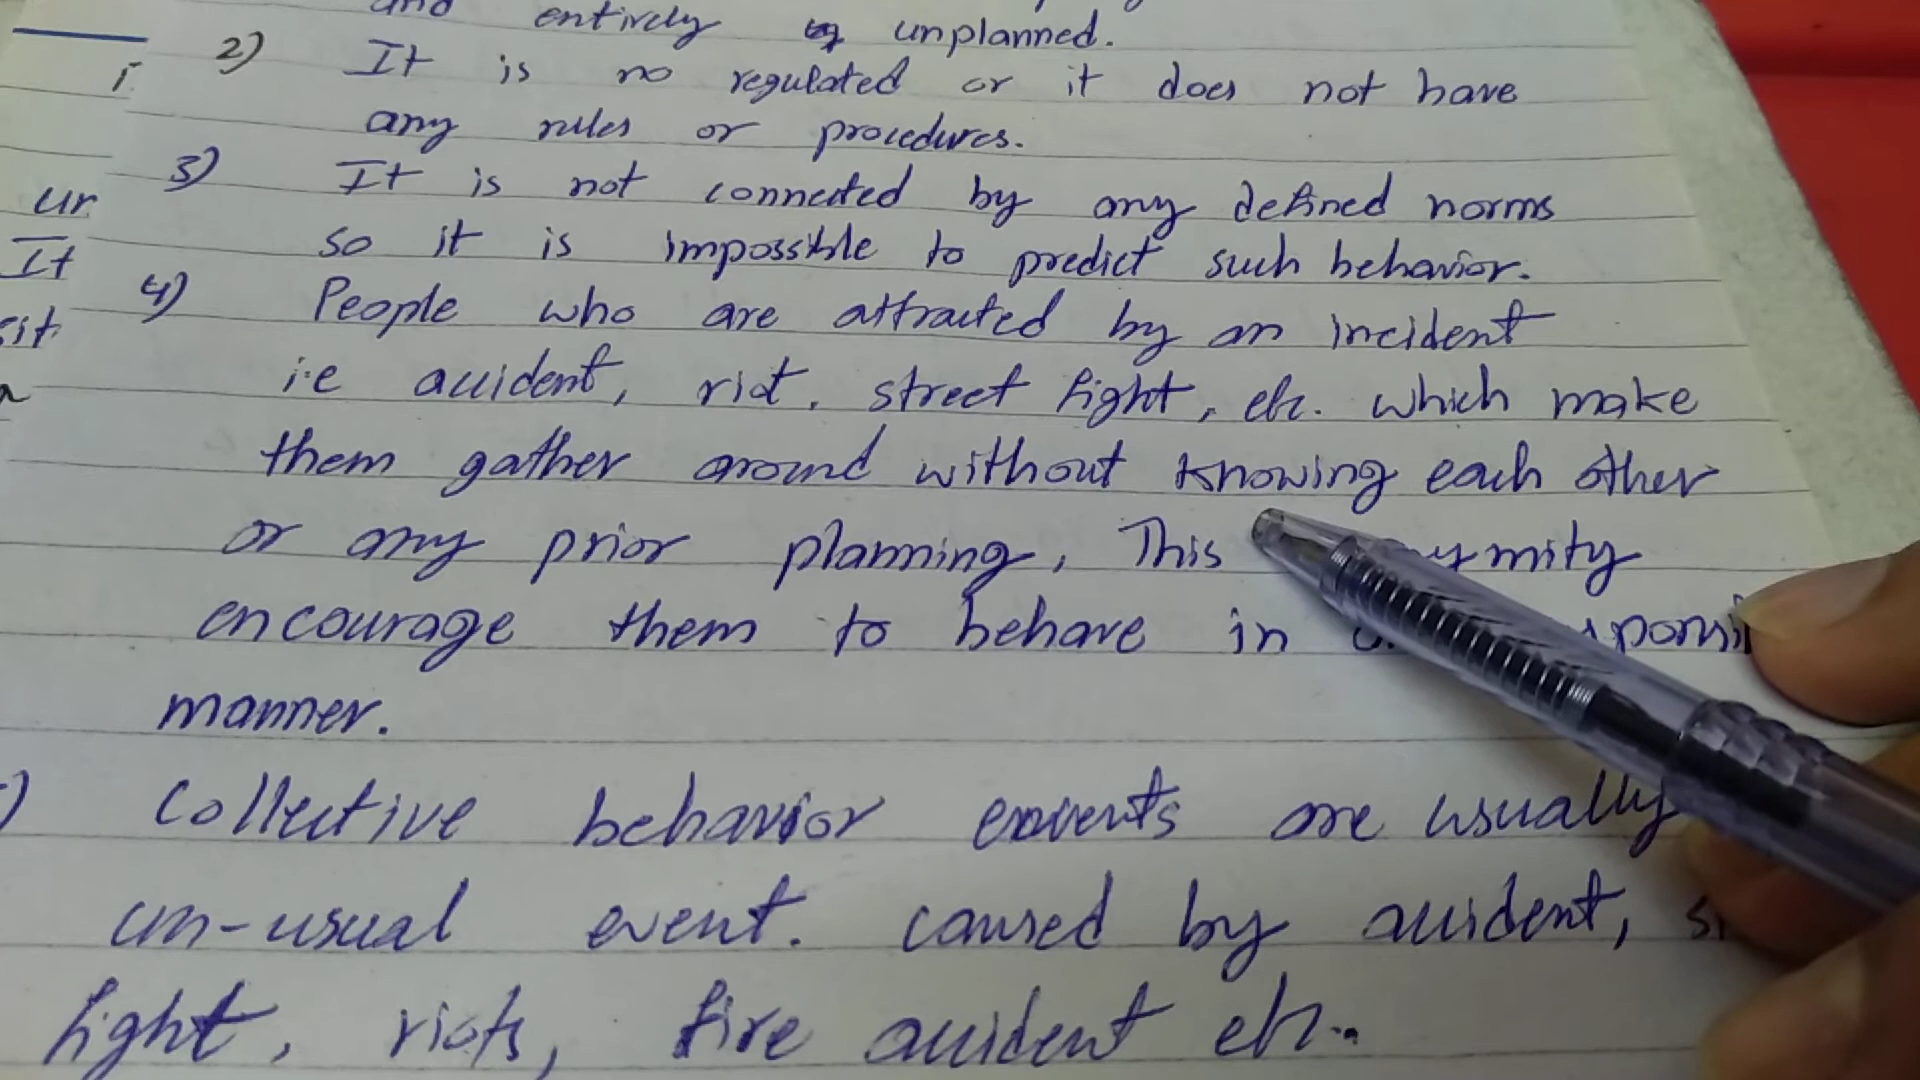 and entirely unplanned.
2) It is no regulated or it does not have
any rules or procedures.
3) It is not connected by any defined norms
so it is impossible to predict such behavior.
4) People who are attracted by an incident
i.e accident, riot, street fight, etc. which make
them gather around without knowing each other
or any prior planning, This
encourage them to behave in
manner.
) Collective behavior events are usually
un-usual event. caused by accident,
fight, riots, fire accident etc..
ur
It